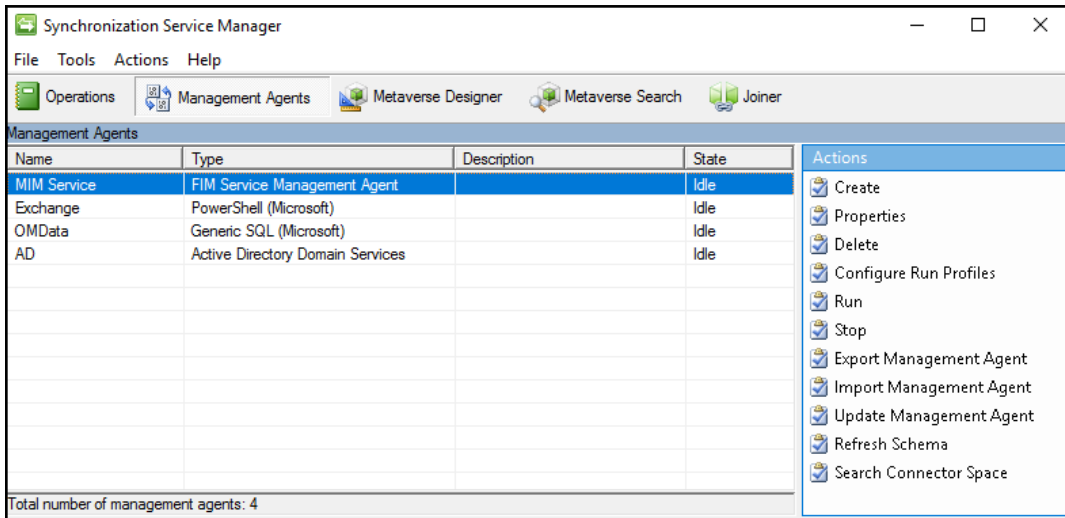 Synchronization Service Manager
File Tools Actions Help
Operations Management Agents Metaverse Designer Metaverse Search Joiner
Management Agents
Name Type Description State
MIM Service FIM Service Management Agent Idle
Exchange PowerShell (Microsoft) Idle
OMData Generic SQL (Microsoft) Idle
AD Active Directory Domain Services Idle
Total number of management agents: 4
Actions
Create
Properties
Delete
Configure Run Profiles
Run
Stop
Export Management Agent
Import Management Agent
Update Management Agent
Refresh Schema
Search Connector Space